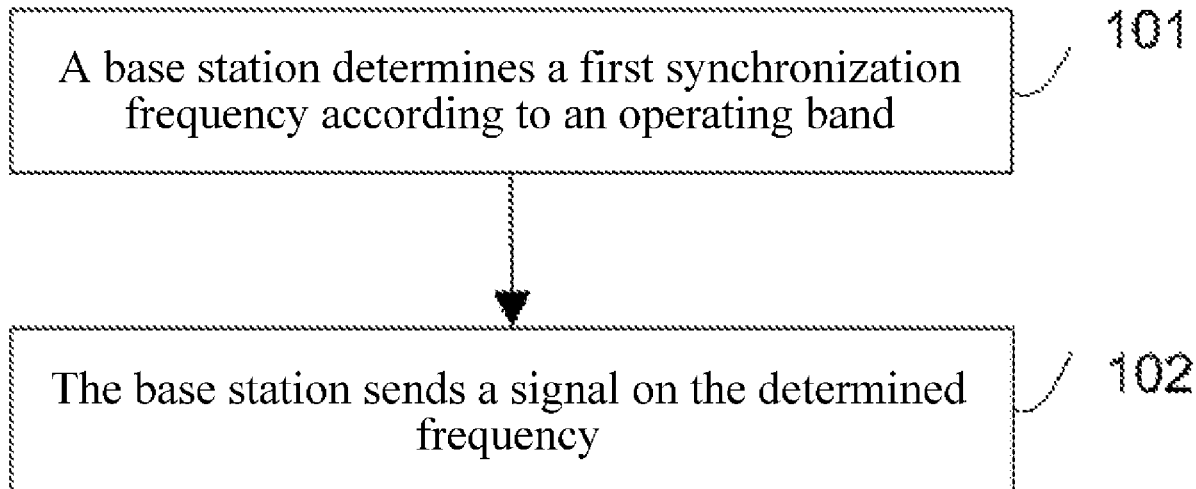 101
A base station determines a first synchronization
frequency according to an operating band
102
The base station sends a signal on the determined
frequency